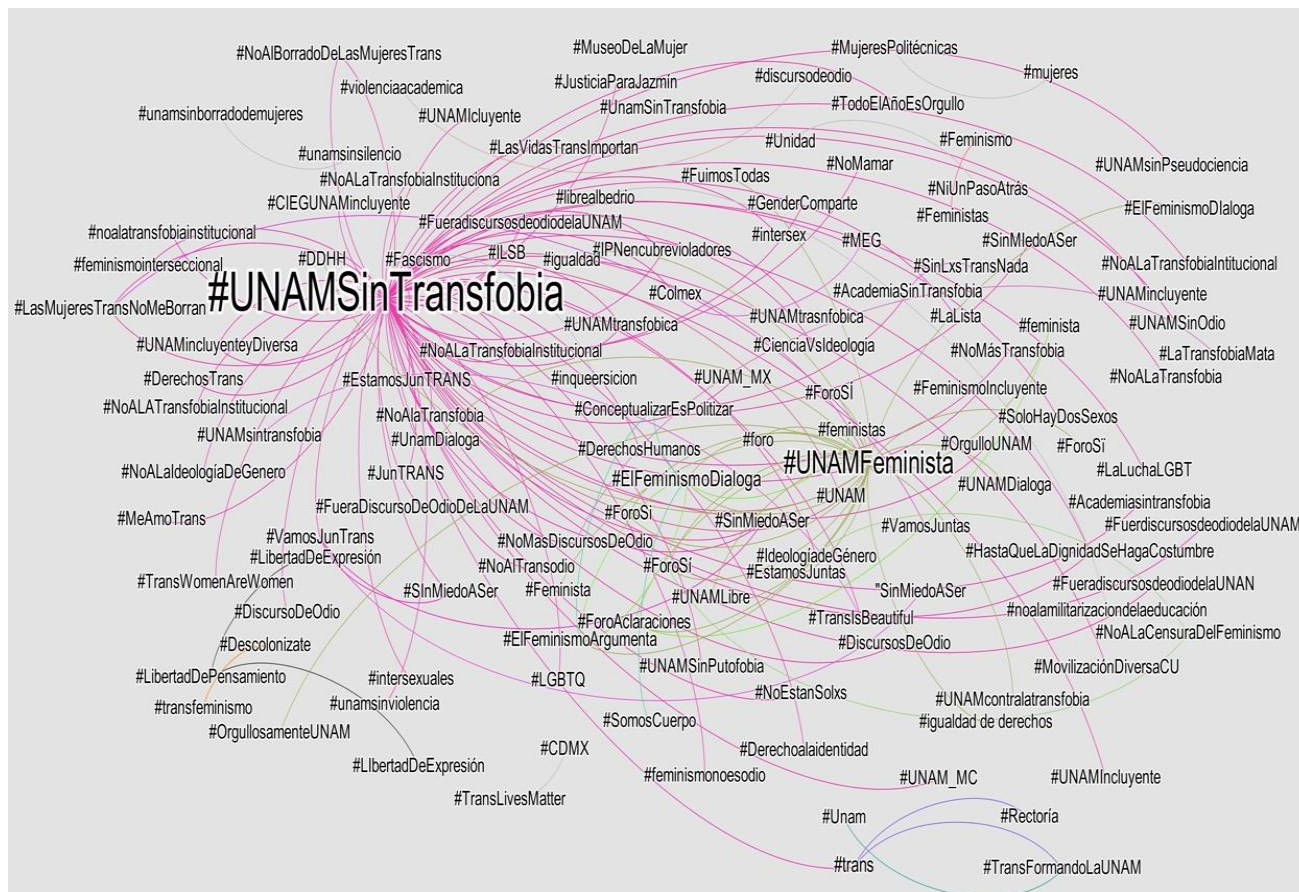 #NoAlBorradoDeLasMujeresTrans
#MuseoDeLaMujer
#MujeresPolitécnicas
#mujeres
#violenciaacademica
#JusticiaParaJazmín
#discursodeodio
#unamsinborradodemujeres
#UNAMIcluyente
#UnamSinTransfobia
#TodoElAñoEsOrgullo
#unamsinsilencio
#LasVidasTransImportan
#Unidad
#Feminismo
#NoALaTransfobiaInstituciona
#FuimosTodas
#NoMamar
#UNAMsinPseudociencia
#CIEGUNAMincluyente
#librealbedrio
#GenderComparte
#NiUnPasoAtrás
#Feministas
#ElFeminismoDIaloga
#noalatransfobiainstitucional
#FueradiscursosdeodiodelaUNAM
#intersex
#MEG
#SinMIedoASer
#feminismointerseccional
#DDHH
#Fascismo
#ILSB
#igualdad
#IPNencubrevioladores
#SinLxsTransNada
#NoALaTransfobiaIntitucional
#LasMujeresTransNoMeBorran
#UNAMSinTransfobia
#Colmex
#AcademiaSinTransfobia
#UNAMincluyente
#UNAMtransfobica
#UNAMtrasnfobica
#LaLista
#feminista
#UNAMSinOdio
#UNAMincluyenteyDiversa
#NoALaTransfobiaInstitucional
#CienciaVsIdeologia
#NoMásTransfobia
#LaTransfobiaMata
#DerechosTrans
#EstamosJunTRANS
#inqueersicion
#UNAM_MX
#ForoSÍ
#FeminismoIncluyente
#NoALaTransfobia
#NoALATransfobiaInstitucional
#NoAlaTransfobia
#ConceptualizarEsPolitizar
#SoloHayDosSexos
#UNAMsintransfobia
#UnamDialoga
#DerechosHumanos
#foro
#feministas
#OrgulloUNAM
#ForoSï
#NoALaIdeologíaDeGenero
#JunTRANS
#ElFeminismoDialoga
#UNAMFeminista
#UNAMDialoga
#LaLuchaLGBT
#MeAmoTrans
#FueraDiscursoDeOdioDeLaUNAM
#ForoSi
#SinMiedoASer
#UNAM
#VamosJuntas
#Academiasintransfobia
#FuerdiscursosdeodiodelaUNAM
#VamosJunTrans
#NoMasDiscursosDeOdio
#LibertadDeExpresión
#NoAlTransodio
#ForoSí
#IdeologíadeGénero
#EstamosJuntas
#HastaQueLaDignidadSeHagaCostumbre
#TransWomenAreWomen
#SInMiedoASer
#Feminista
#UNAMLibre
"SinMiedoASer
#FueradiscursosdeodiodelaUNAN
#DiscursoDeOdio
#ForoAclaraciones
#TransIsBeautiful
#noalamilitarizaciondelaeducación
#Descolonizate
#ElFeminismoArgumenta
#DiscursosDeOdio
#NoALaCensuraDelFeminismo
#LibertadDePensamiento
#intersexuales
#LGBTQ
#UNAMSinPutofobia
#MovilizaciónDiversaCU
#transfeminismo
#unamsinviolencia
#NoEstanSolxs
#UNAMcontralatransfobia
#OrgullosamenteUNAM
#SomosCuerpo
#igualdad de derechos
#LIbertadDeExpresión
#CDMX
#Derechoalaidentidad
#feminismonoesodio
#UNAM_MC
#UNAMIncluyente
#TransLivesMatter
#Unam
#Rectoría
#trans
#TransFormandoLaUNAM